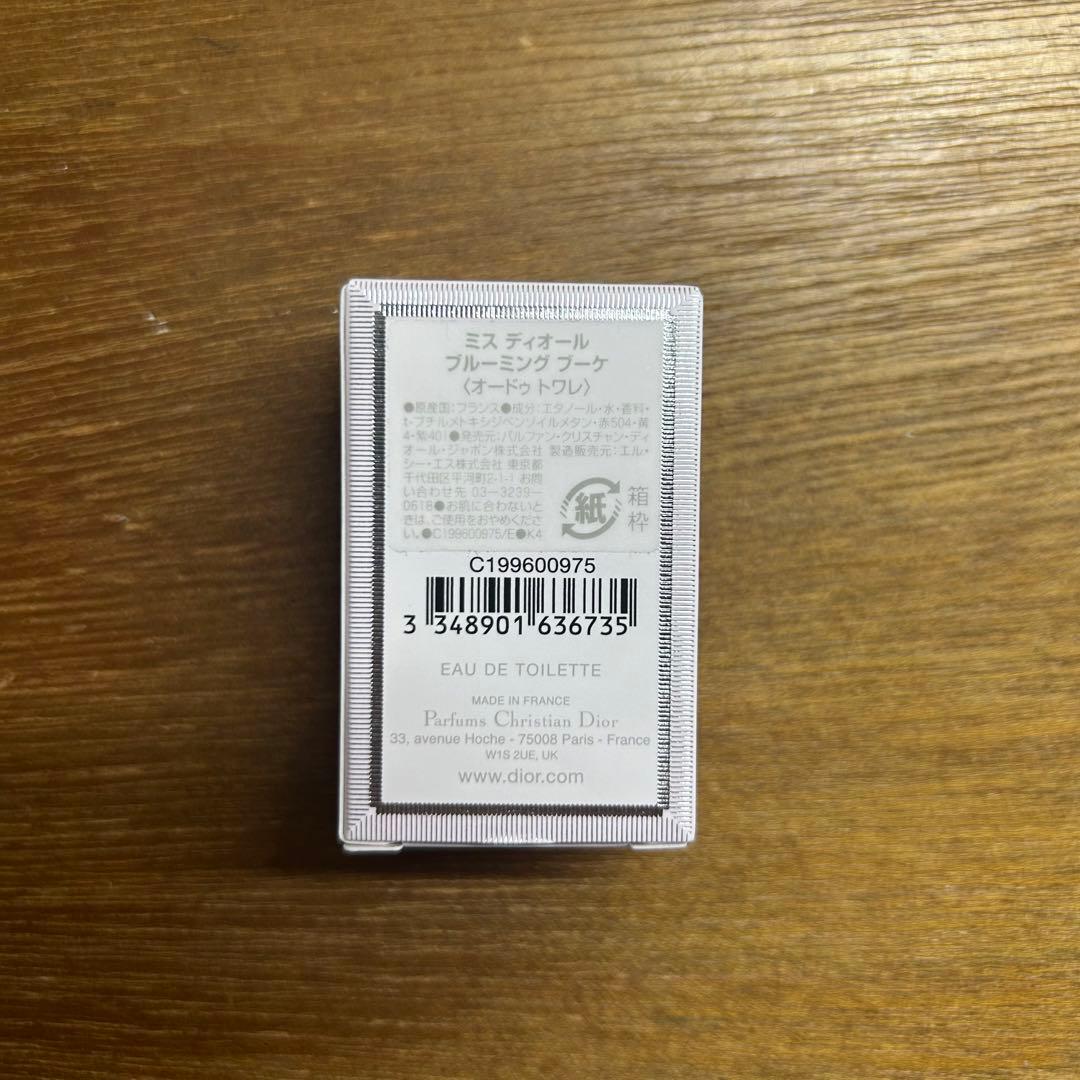 ミス ディオール
ブルーミング ブーケ
〈オードゥ トワレ〉
●原産国:フランス●成分:エタノール・水・香料・
t-ブチルメトキシジベンゾイルメタン・赤504・黄
4・紫401●発売元:パルファン・クリスチャン・ディ
オール・ジャポン株式会社 製造販売元:エル・
シー・エス株式会社 東京都
千代田区平河町2-1-1 お問
い合わせ先 03-3239-
0618●お肌に合わないと
きは、ご使用をおやめくださ
い。●C199600975/E●K4
紙
箱
枠
C199600975
3 348901 636735
EAU DE TOILETTE
MADE IN FRANCE
Parfums Christian Dior
33, avenue Hoche - 75008 Paris - France
W1S 2UE, UK
www.dior.com